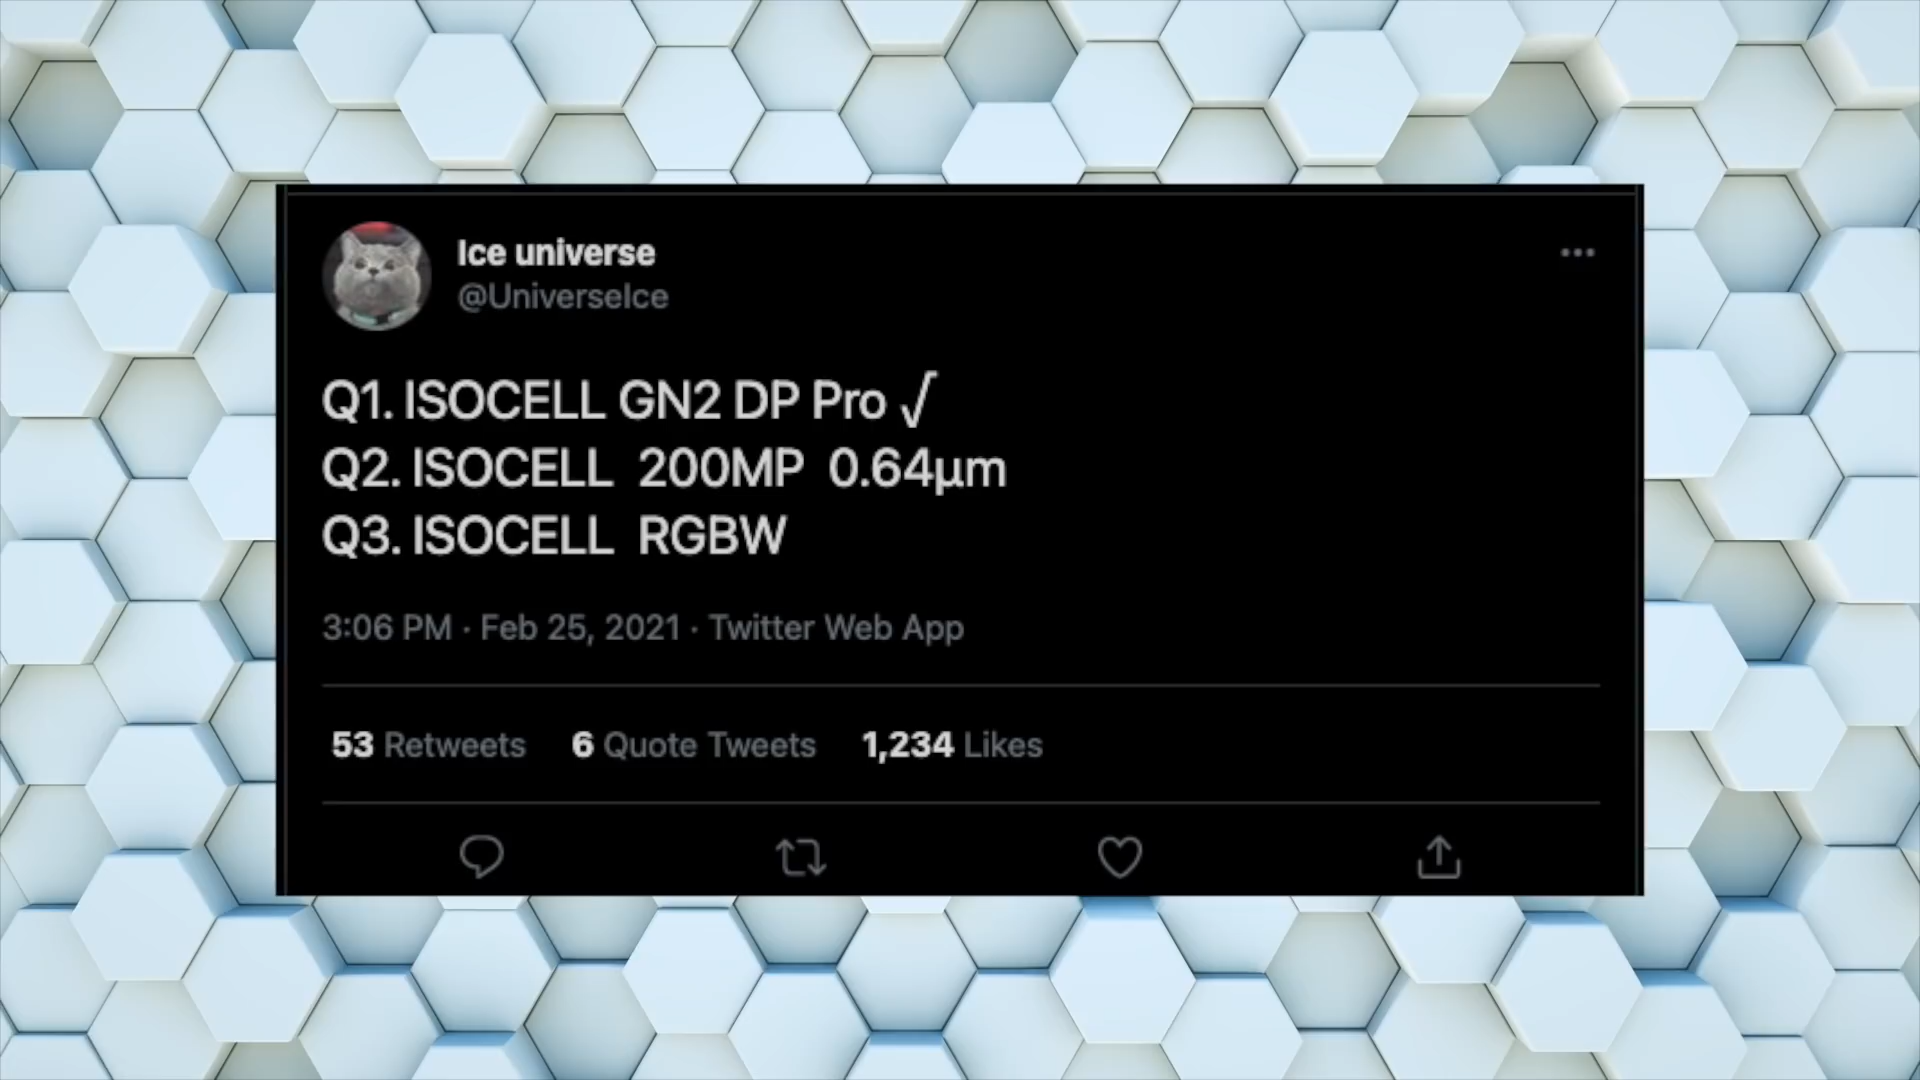 Ice universe
@UniverseIce
Q1. ISOCELL GN2 DP Pro √
Q2. ISOCELL 200MP 0.64μm
Q3. ISOCELL RGBW
3:06 PM · Feb 25, 2021 · Twitter Web App
53 Retweets 6 Quote Tweets 1,234 Likes